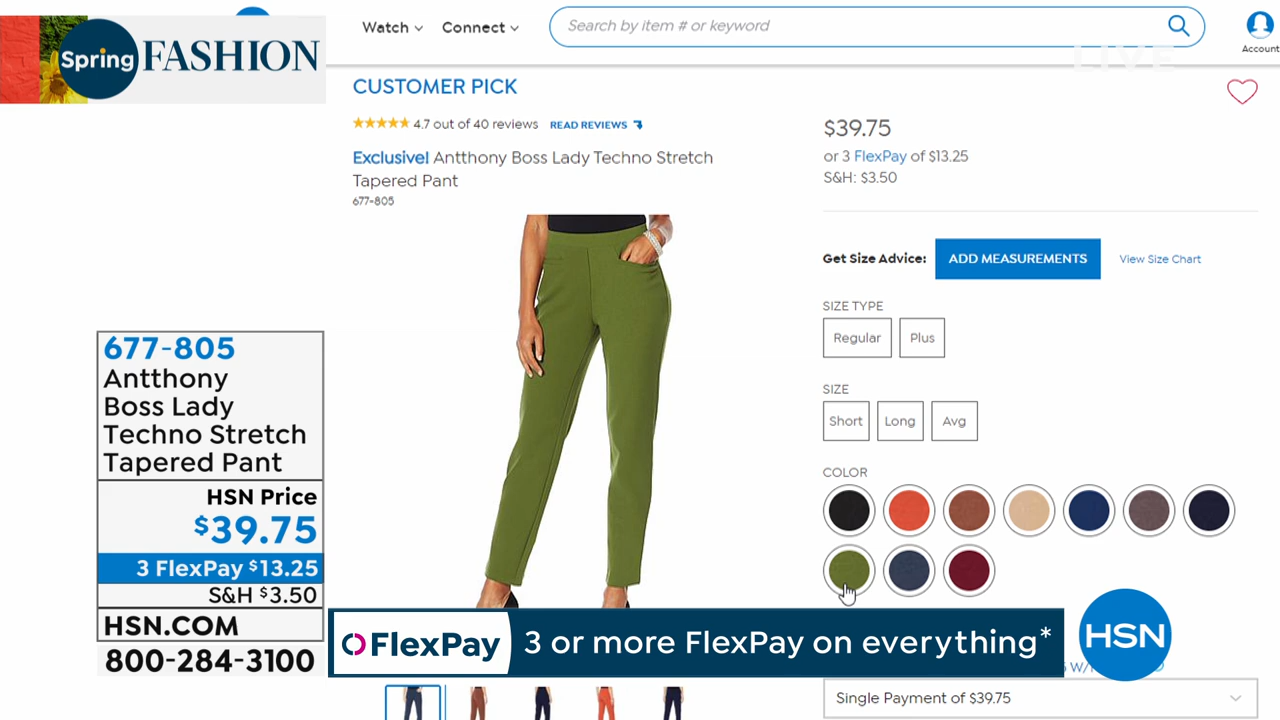 Spring FASHION
Watch
Connect
Search by item # or keyword
Account
LIVE
CUSTOMER PICK
4.7 out of 40 reviews READ REVIEWS
Exclusive! Antthony Boss Lady Techno Stretch
Tapered Pant
677-805
$39.75
or 3 FlexPay of $13.25
S&H: $3.50
Get Size Advice: ADD MEASUREMENTS View Size Chart
SIZE TYPE
Regular Plus
SIZE
Short Long Avg
COLOR
677-805
Antthony
Boss Lady
Techno Stretch
Tapered Pant
HSN Price
$39.75
3 FlexPay $13.25
S&H $3.50
HSN.COM
800-284-3100
FlexPay 3 or more FlexPay on everything*
HSN
Single Payment of $39.75